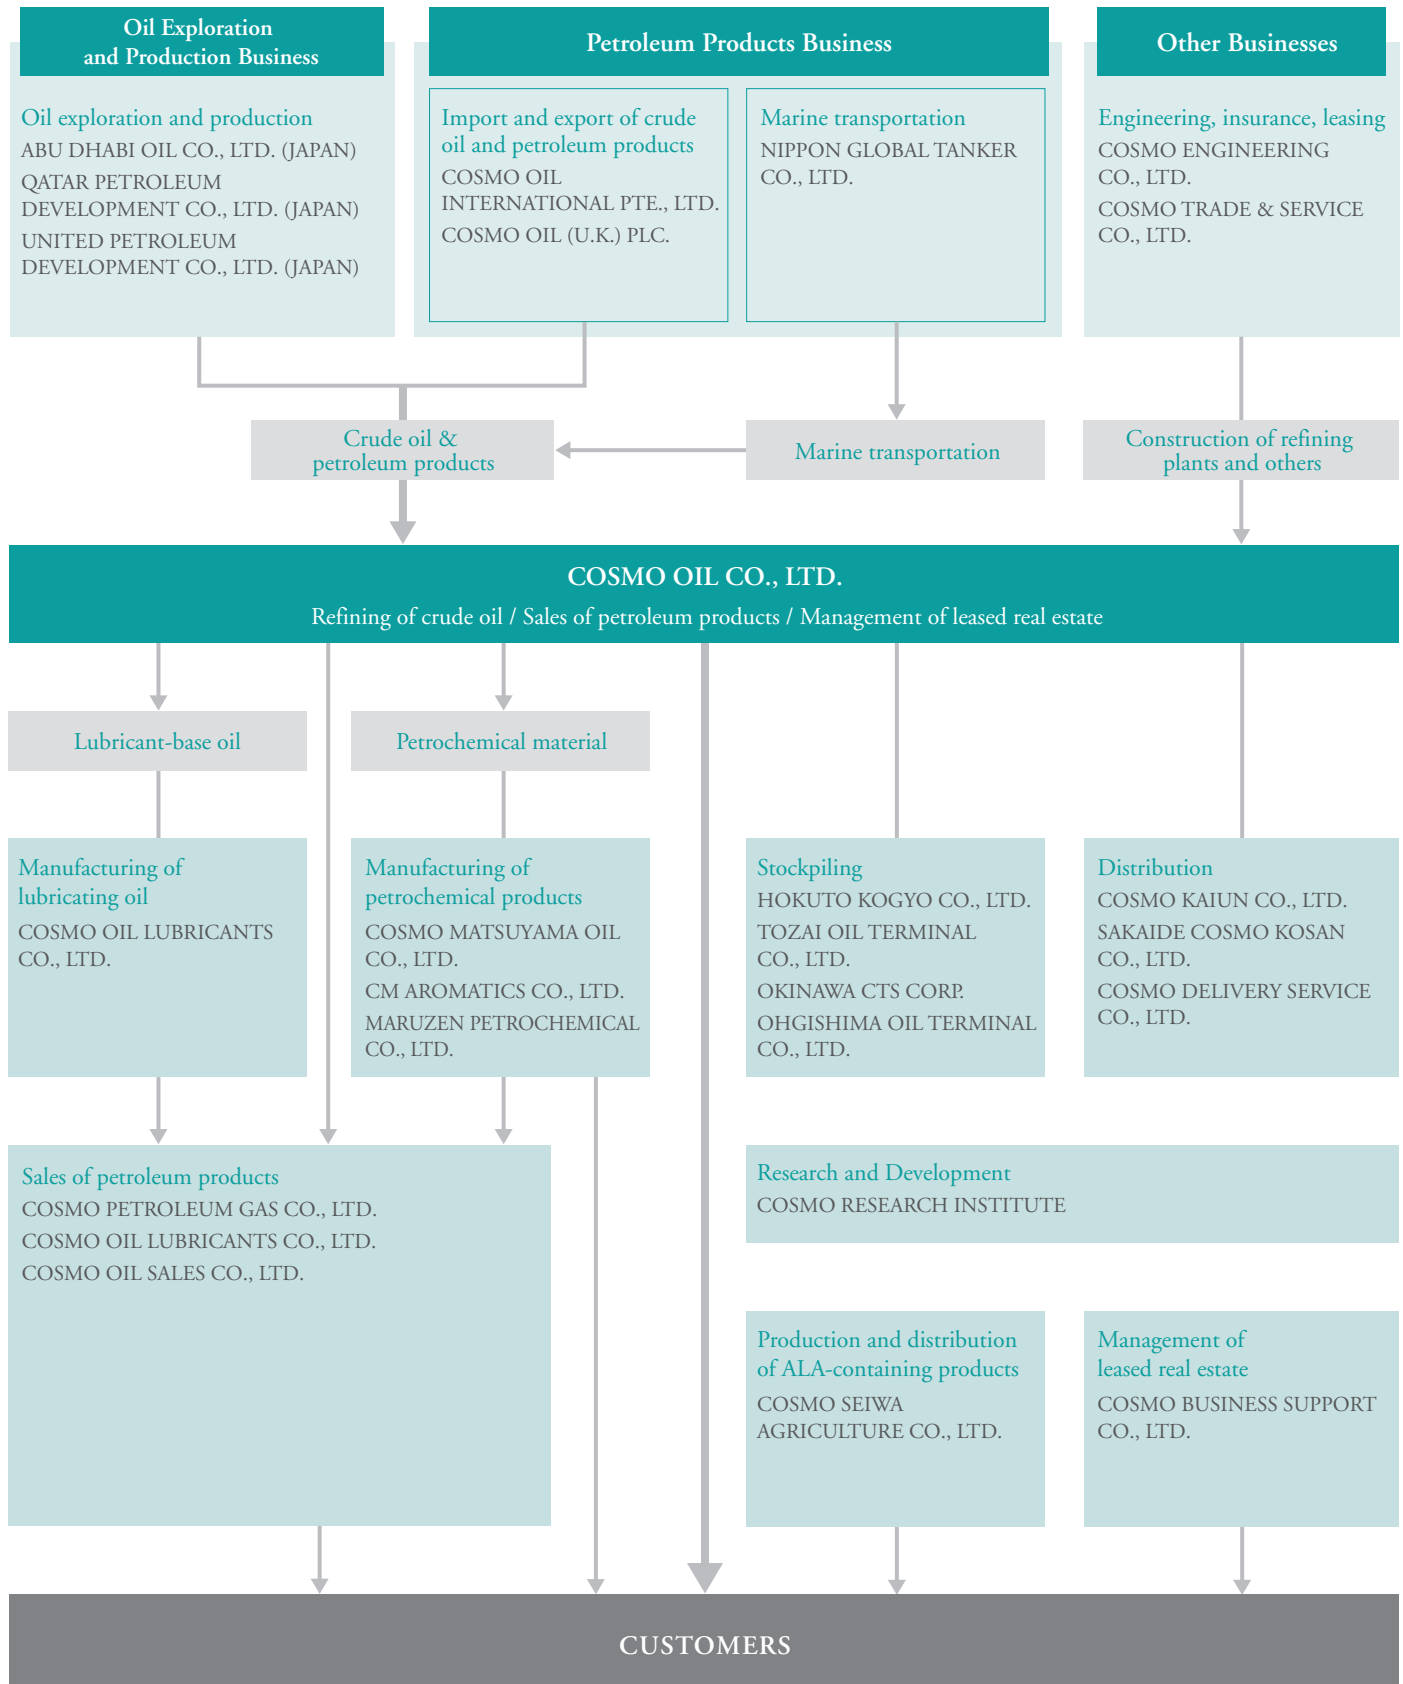 Oil Exploration
and Production Business
Petroleum Products Business
Other Businesses
Oil exploration and production
ABU DHABI OIL CO., LTD. (JAPAN)
QATAR PETROLEUM
DEVELOPMENT CO., LTD. (JAPAN)
UNITED PETROLEUM
DEVELOPMENT CO., LTD. (JAPAN)
Import and export of crude
oil and petroleum products
COSMO OIL
INTERNATIONAL PTE., LTD.
COSMO OIL (U.K.) PLC.
Marine transportation
NIPPON GLOBAL TANKER
CO., LTD.
Engineering, insurance, leasing
COSMO ENGINEERING
CO., LTD.
COSMO TRADE & SERVICE
CO., LTD.
Crude oil &
petroleum products
Marine transportation
Construction of refining
plants and others
COSMO OIL CO., LTD.
Refining of crude oil / Sales of petroleum products / Management of leased real estate
Lubricant-base oil
Petrochemical material
Manufacturing of
lubricating oil
COSMO OIL LUBRICANTS
CO., LTD.
Manufacturing of
petrochemical products
COSMO MATSUYAMA OIL
CO., LTD.
CM AROMATICS CO., LTD.
MARUZEN PETROCHEMICAL
CO., LTD.
Stockpiling
HOKUTO KOGYO CO., LTD.
TOZAI OIL TERMINAL
CO., LTD.
OKINAWA CTS CORP.
OHGISHIMA OIL TERMINAL
CO., LTD.
Distribution
COSMO KAIUN CO., LTD.
SAKAIDE COSMO KOSAN
CO., LTD.
COSMO DELIVERY SERVICE
CO., LTD.
Sales of petroleum products
COSMO PETROLEUM GAS CO., LTD.
COSMO OIL LUBRICANTS CO., LTD.
COSMO OIL SALES CO., LTD.
Research and Development
COSMO RESEARCH INSTITUTE
Production and distribution
of ALA-containing products
COSMO SEIWA
AGRICULTURE CO., LTD.
Management of
leased real estate
COSMO BUSINESS SUPPORT
CO., LTD.
CUSTOMERS